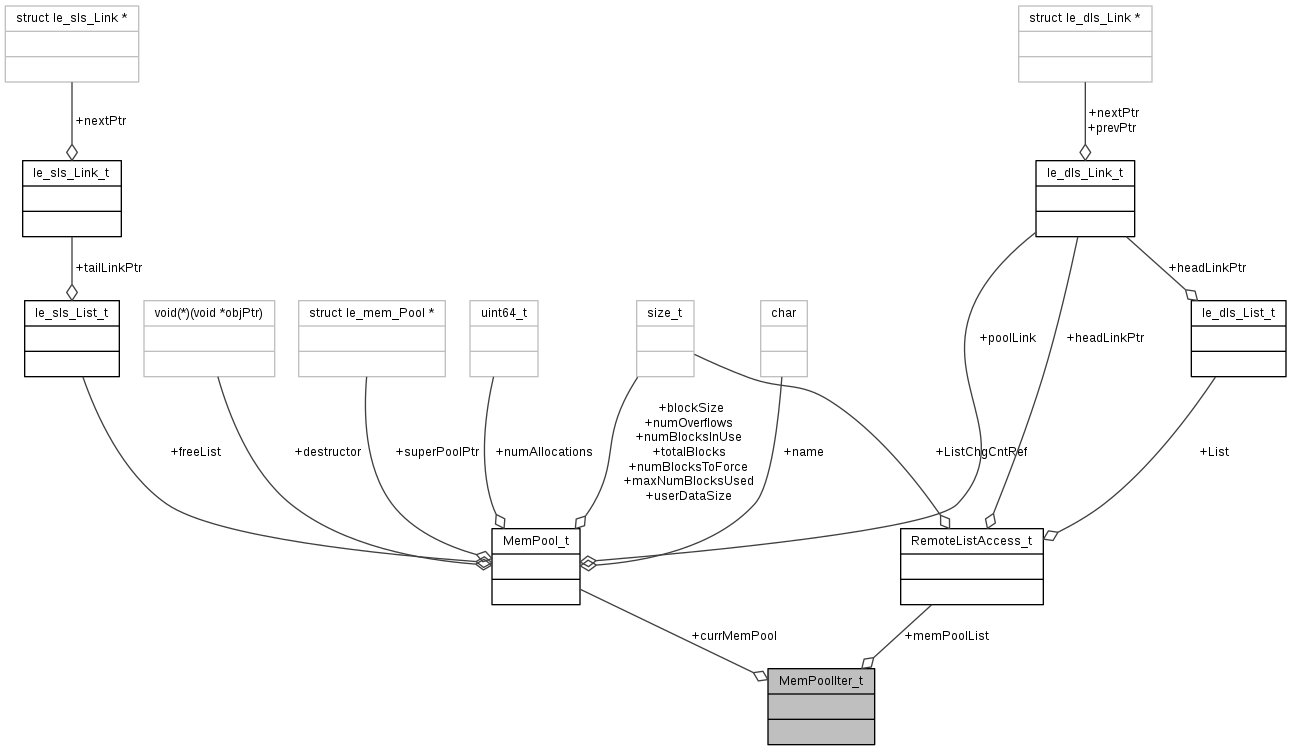 struct le_sls_Link *
struct le_dls_Link *
+nextPtr
+nextPtr
+prevPtr
le_sls_Link_t
le_dls_Link_t
+tailLinkPtr
+headLinkPtr
le_sls_List_t
void(*)(void *objPtr)
struct le_mem_Pool *
uint64_t
size_t
char
le_dls_List_t
+poolLink
+headLinkPtr
+freeList
+destructor
+superPoolPtr
+numAllocations
+blockSize
+numOverflows
+numBlocksInUse
+totalBlocks
+numBlocksToForce
+maxNumBlocksUsed
+userDataSize
+name
+ListChgCntRef
+List
MemPool_t
RemoteListAccess_t
+currMemPool
+memPoolList
MemPoolIter_t